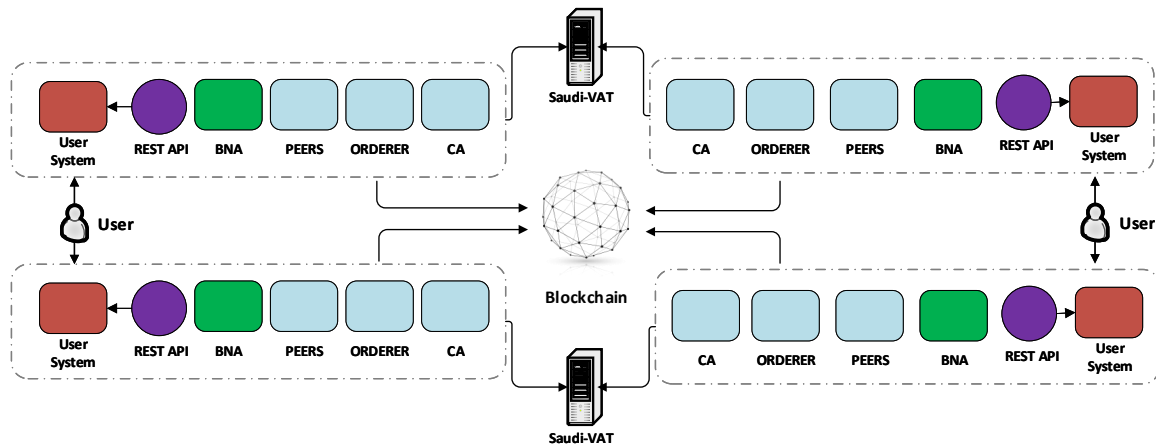 Saudi-VAT
User
System
REST API
BNA
PEERS
ORDERER
CA
CA
ORDERER
PEERS
BNA
REST API
User
System
User
User
Blockchain
User
System
REST API
BNA
PEERS
ORDERER
CA
CA
ORDERER
PEERS
BNA
REST API
User
System
Saudi-VAT